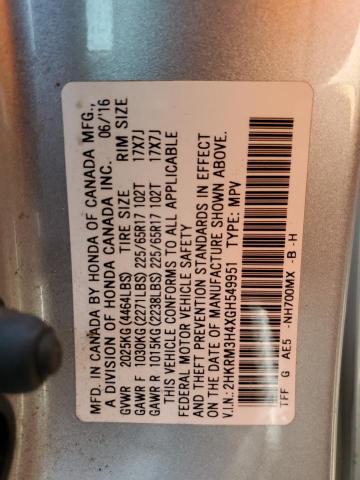 MFD. IN CANADA BY HONDA OF CANADA MFG.,
A DIVISION OF HONDA CANADA INC. 06/'16
GVWR 2025KG(4464LBS) TIRE SIZE RIM SIZE
GAWR F 1030KG(2271LBS) 225/65R17 102T 17X7J
GAWR R 1015KG(2238LBS) 225/65R17 102T 17X7J
THIS VEHICLE CONFORMS TO ALL APPLICABLE
FEDERAL MOTOR VEHICLE SAFETY
AND THEFT PREVENTION STANDARDS IN EFFECT
ON THE DATE OF MANUFACTURE SHOWN ABOVE.
V.I.N.: 2HKRM3H4XGH549951 TYPE: MPV
TFF G AE5 -NH700MX -B -H